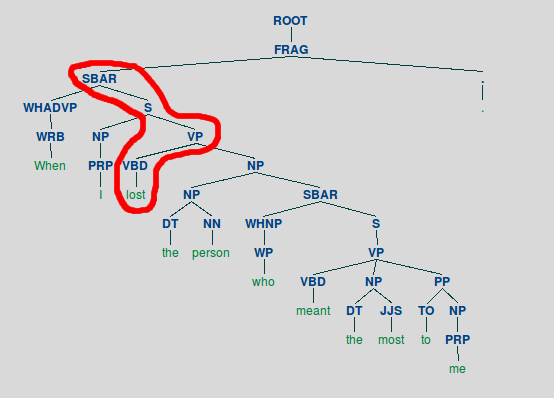 ROOT
FRAG
SBAR .
WHADVP S .
WRB NP VP
When PRP VBD NP
I lost NP SBAR
DT NN WHNP S
the person WP VP
who VBD NP PP
meant DT JJS TO NP
the most to PRP
me